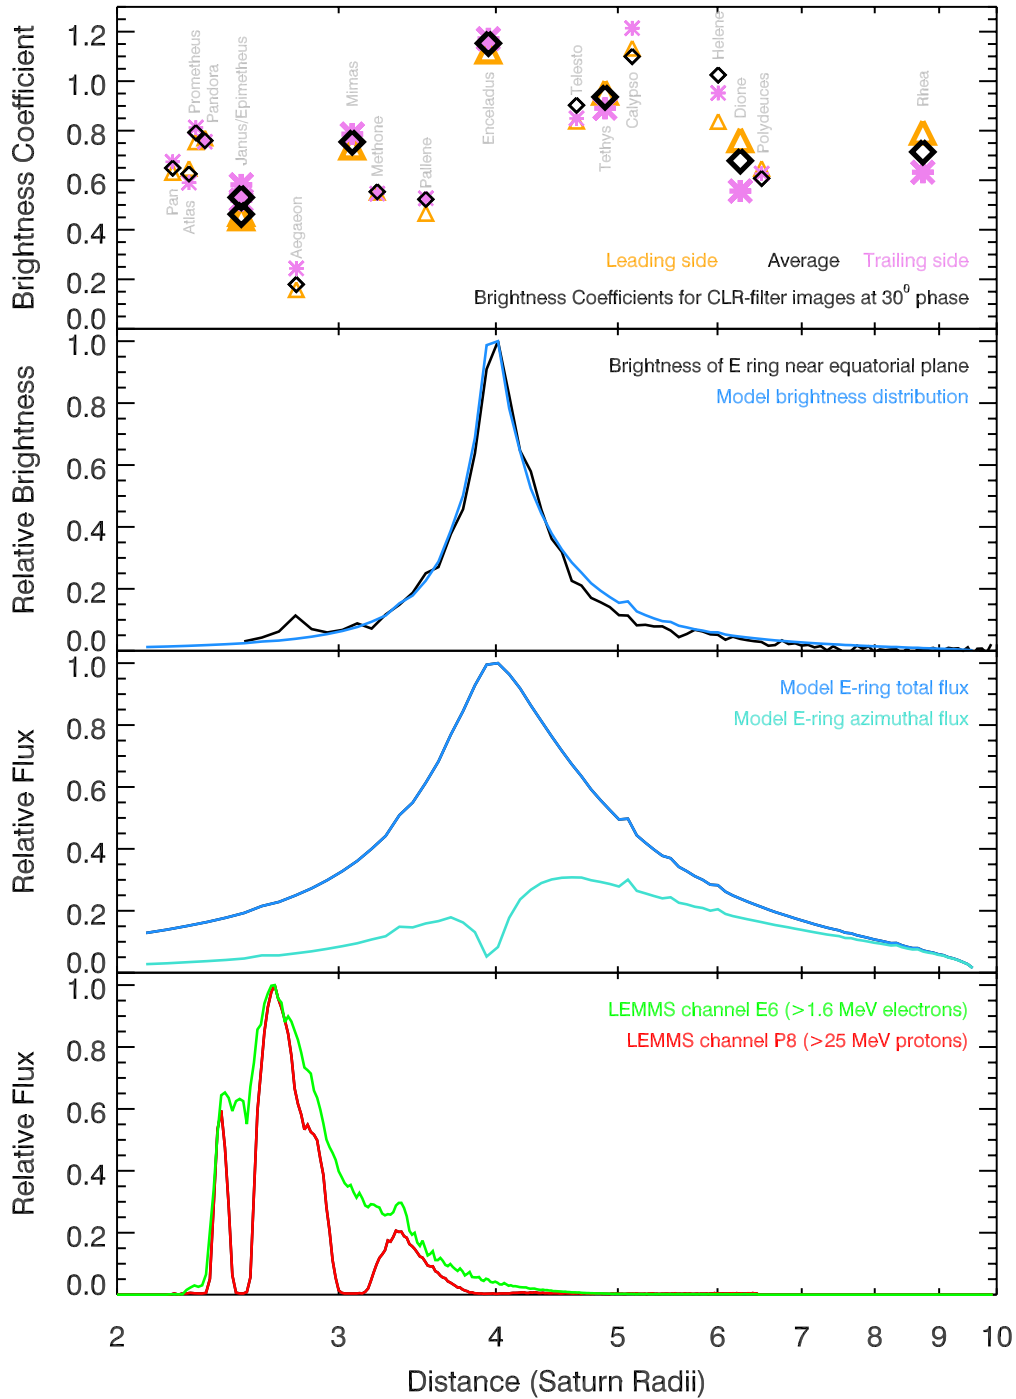 Brightness Coefficient
1.2
1.0
0.8
0.6
0.4
0.2
0.0
Pan
Atlas
Prometheus
Pandora
Janus/Epimetheus
Aegaeon
Mimas
Methone
Pallene
Enceladus
Telesto
Tethys
Calypso
Helene
Dione
Polydeuces
Rhea
Leading side Average Trailing side
Brightness Coefficients for CLR-filter images at 30⁰ phase
Relative Brightness
1.0
0.8
0.6
0.4
0.2
0.0
Brightness of E ring near equatorial plane
Model brightness distribution
Relative Flux
1.0
0.8
0.6
0.4
0.2
0.0
Model E-ring total flux
Model E-ring azimuthal flux
Relative Flux
1.0
0.8
0.6
0.4
0.2
0.0
LEMMS channel E6 (>1.6 MeV electrons)
LEMMS channel P8 (>25 MeV protons)
2 3 4 5 6 7 8 9 10
Distance (Saturn Radii)